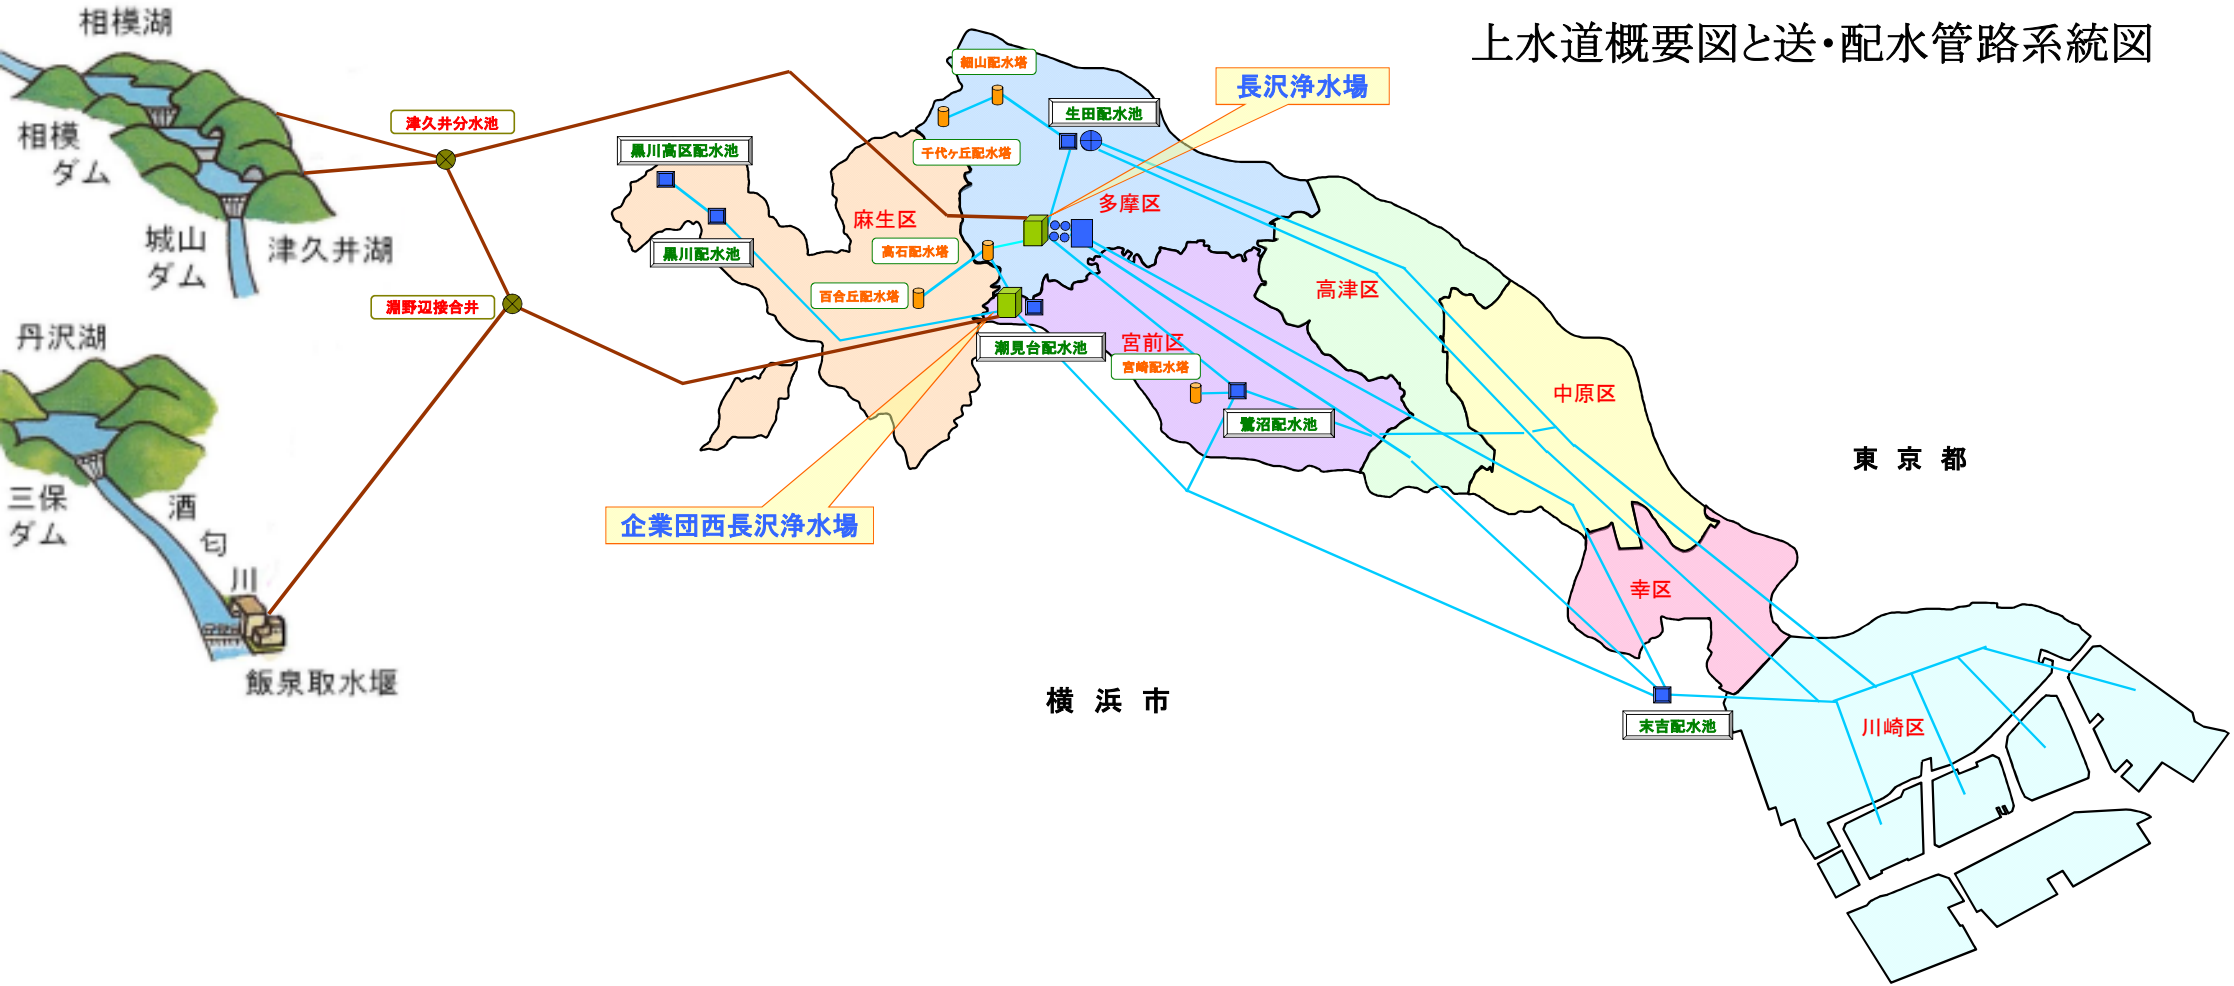 上水道概要図と送・配水管路系統図
相模湖
相模
ダム
城山
ダム
津久井湖
津久井分水池
淵野辺接合井
丹沢湖
三保
ダム
酒
匂
川
飯泉取水堰
黒川高区配水池
黒川配水池
麻生区
細山配水塔
千代ヶ丘配水塔
生田配水池
長沢浄水場
多摩区
高石配水塔
百合丘配水塔
潮見台配水池
企業団西長沢浄水場
宮前区
宮崎配水塔
鷺沼配水池
高津区
中原区
幸区
末吉配水池
川崎区
東京都
横浜市